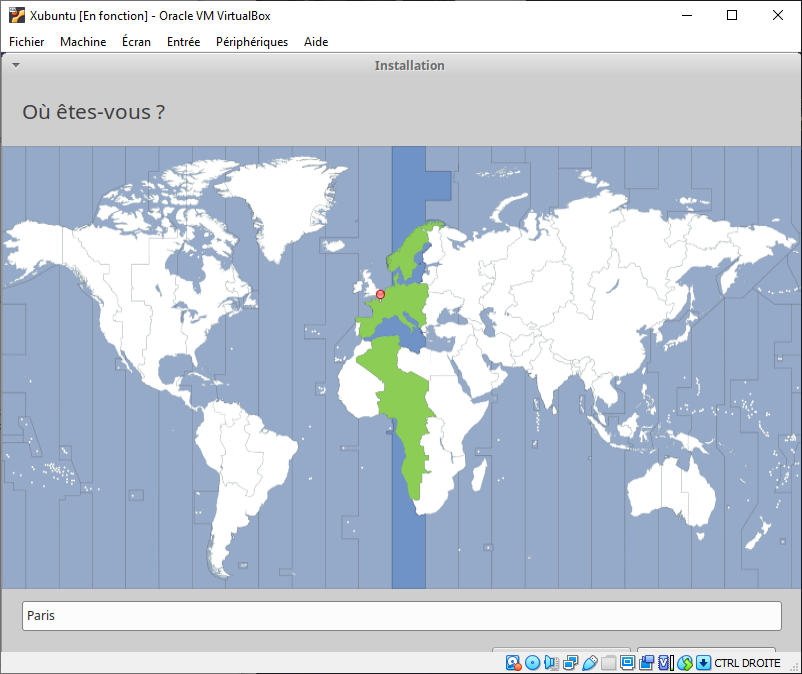 Xubuntu [En fonction] - Oracle VM VirtualBox
Fichier Machine Écran Entrée Périphériques Aide
Installation
Où êtes-vous ?
Paris
CTRL DROITE